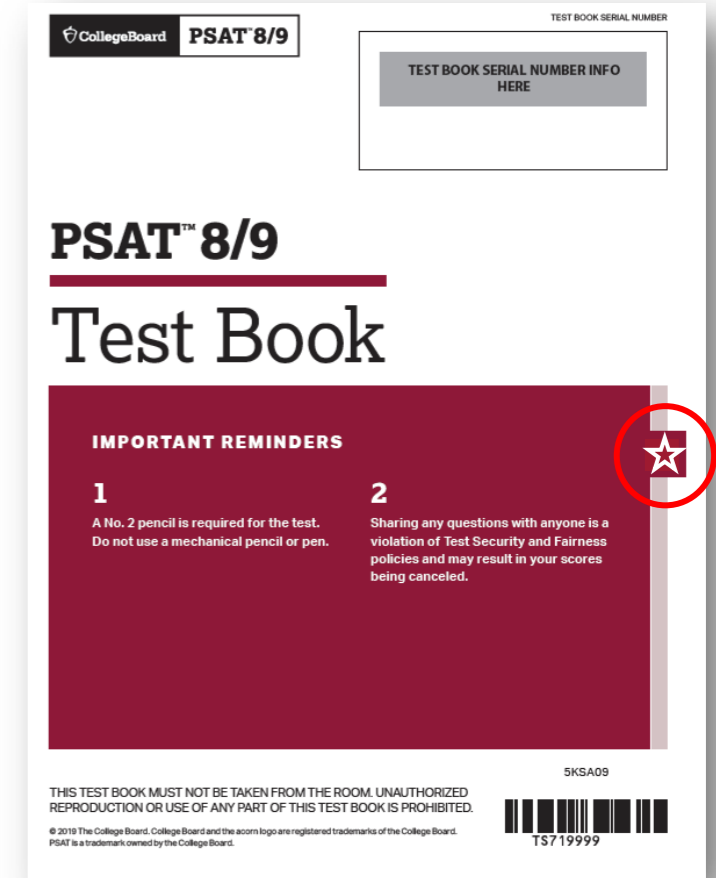 CollegeBoard PSAT™ 8/9
TEST BOOK SERIAL NUMBER
TEST BOOK SERIAL NUMBER INFO
HERE
PSAT™ 8/9
Test Book
IMPORTANT REMINDERS
1
A No. 2 pencil is required for the test.
Do not use a mechanical pencil or pen.
2
Sharing any questions with anyone is a
violation of Test Security and Fairness
policies and may result in your scores
being canceled.
THIS TEST BOOK MUST NOT BE TAKEN FROM THE ROOM. UNAUTHORIZED
REPRODUCTION OR USE OF ANY PART OF THIS TEST BOOK IS PROHIBITED.
© 2019 The College Board. College Board and the acorn logo are registered trademarks of the College Board.
PSAT is a trademark owned by the College Board.
5KSA09
TS719999